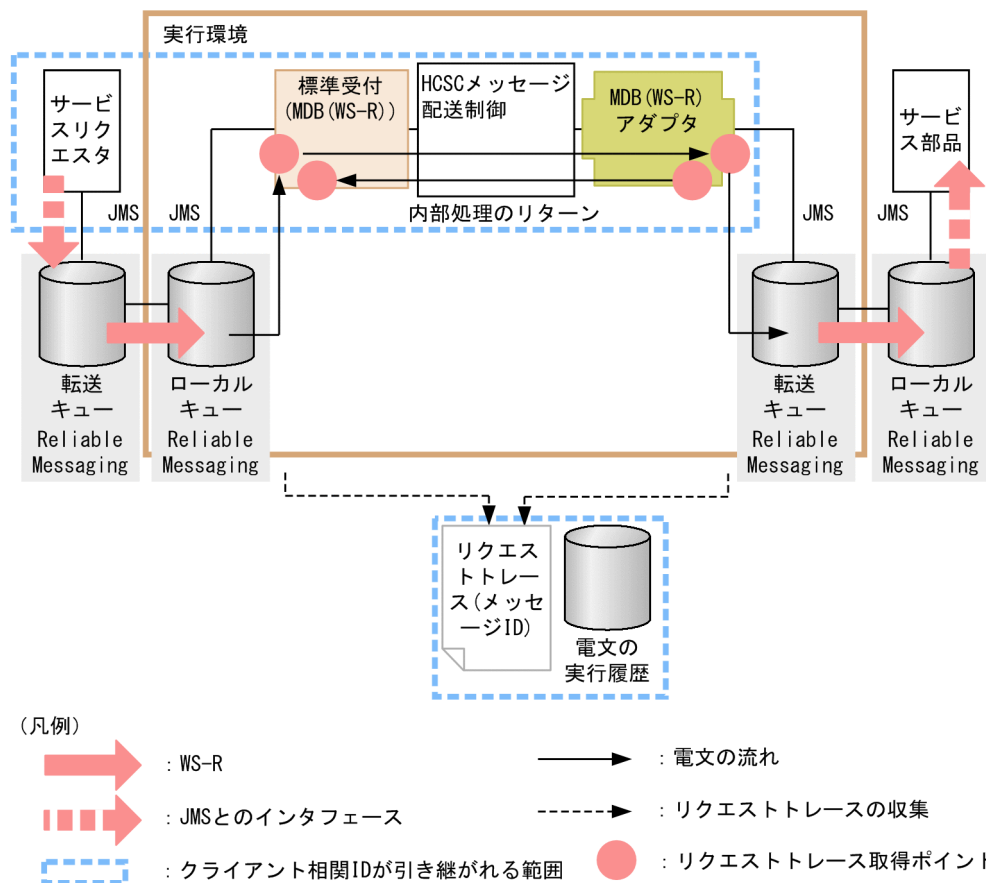 実行環境
サービ
スリク
エスタ
標準受付
(MDB(WS-R))
HCSCメッセージ
配送制御
MDB(WS-R)
アダプタ
サービ
ス部品
内部処理のリターン
JMS
JMS
JMS
JMS
転送
キュー
Reliable
Messaging
ローカル
キュー
Reliable
Messaging
転送
キュー
Reliable
Messaging
ローカル
キュー
Reliable
Messaging
リクエス
トトレー
ス(メッセ
ージID)
電文の
実行履歴
(凡例)
：WS-R
：電文の流れ
：JMSとのインタフェース
：リクエストトレースの収集
：クライアント相関IDが引き継がれる範囲
：リクエストトレース取得ポイント